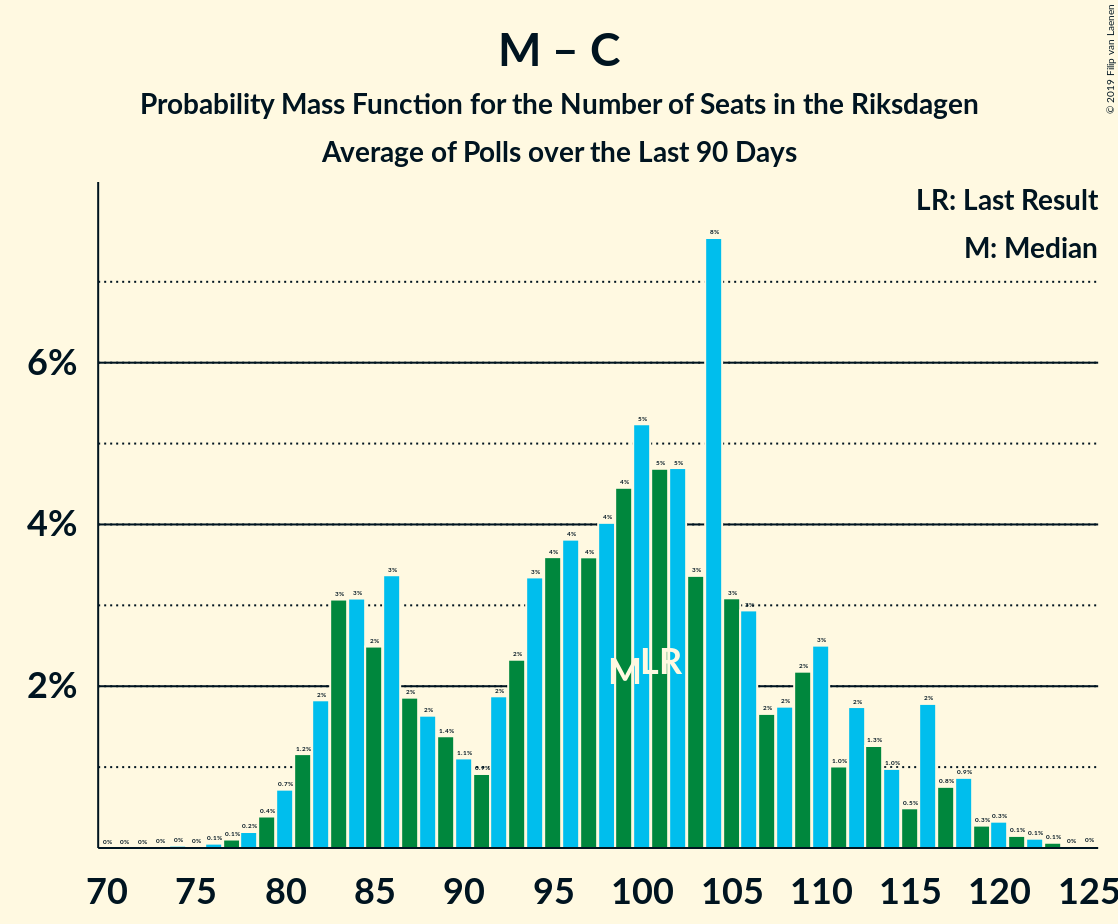 M – C
Probability Mass Function for the Number of Seats in the Riksdagen
Average of Polls over the Last 90 Days
© 2019 Filip van Laenen
LR: Last Result
M: Median
6%
4%
2%
0% 0% 0% 0% 0% 0% 0.1% 0.1% 0.2% 0.4% 0.7% 1.2% 2% 3% 3% 2% 3% 2% 2% 1.4% 1.1% 0.9% 2% 2% 3% 4% 4% 4% 4% 4% 5% 5% 5% 3% 8% 3% 3% 2% 2% 2% 3% 1.0% 2% 1.3% 1.0% 0.5% 2% 0.8% 0.9% 0.3% 0.3% 0.1% 0.1% 0.1% 0% 0%
M LR
70 75 80 85 90 95 100 105 110 115 120 125